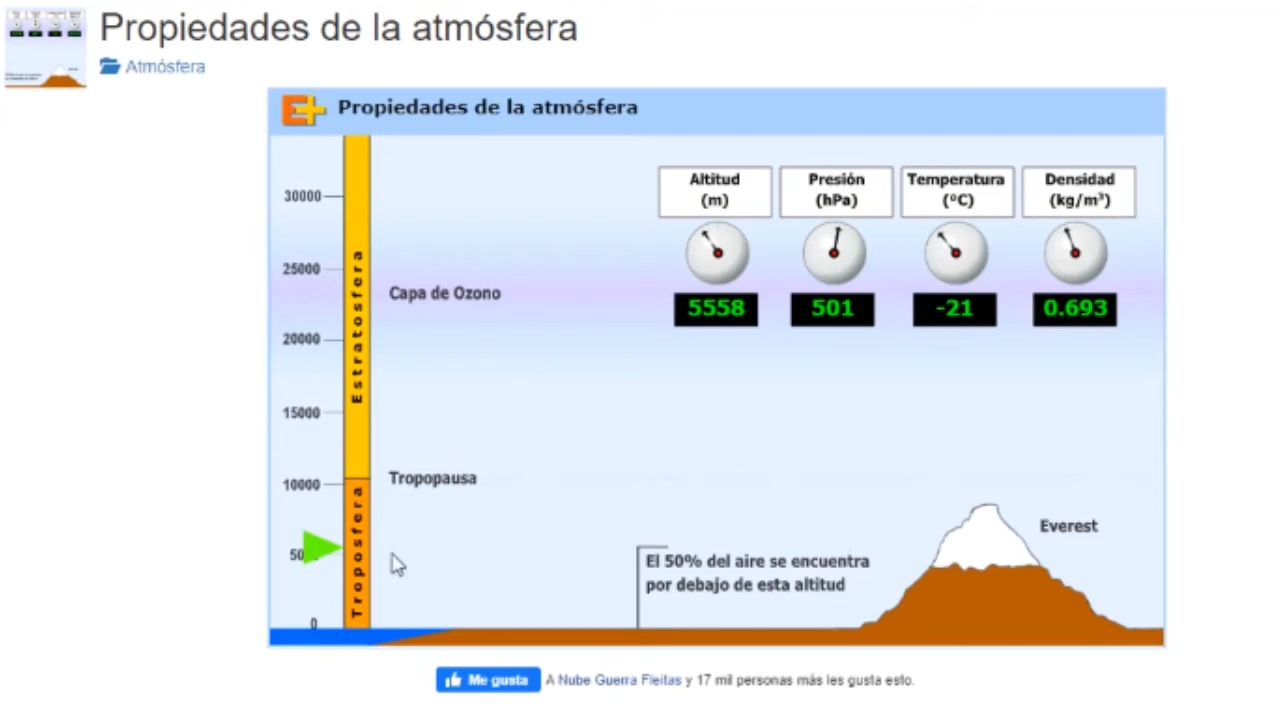 Propiedades de la atmósfera
Atmósfera
E+ Propiedades de la atmósfera
Altitud
(m)
Presión
(hPa)
Temperatura
(ºC)
Densidad
(kg/m³)
5558
501
-21
0.693
30000
25000
20000
15000
10000
50
0
Estratosfera
Troposfera
Capa de Ozono
Tropopausa
El 50% del aire se encuentra
por debajo de esta altitud
Everest
Me gusta
A Nube Guerra Fleitas y 17 mil personas más les gusta esto.